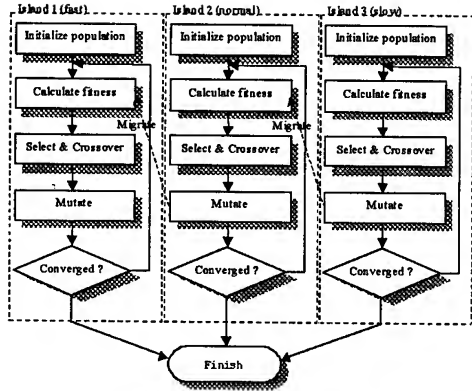 Island 1 (fast)
Initialize population
Calculate fitness
Migrate
Select & Crossover
Mutate
Converged ?
Island 2 (normal)
Initialize population
Calculate fitness
Migrate
Select & Crossover
Mutate
Converged ?
Island 3 (slow)
Initialize population
Calculate fitness
Select & Crossover
Mutate
Converged ?
Finish